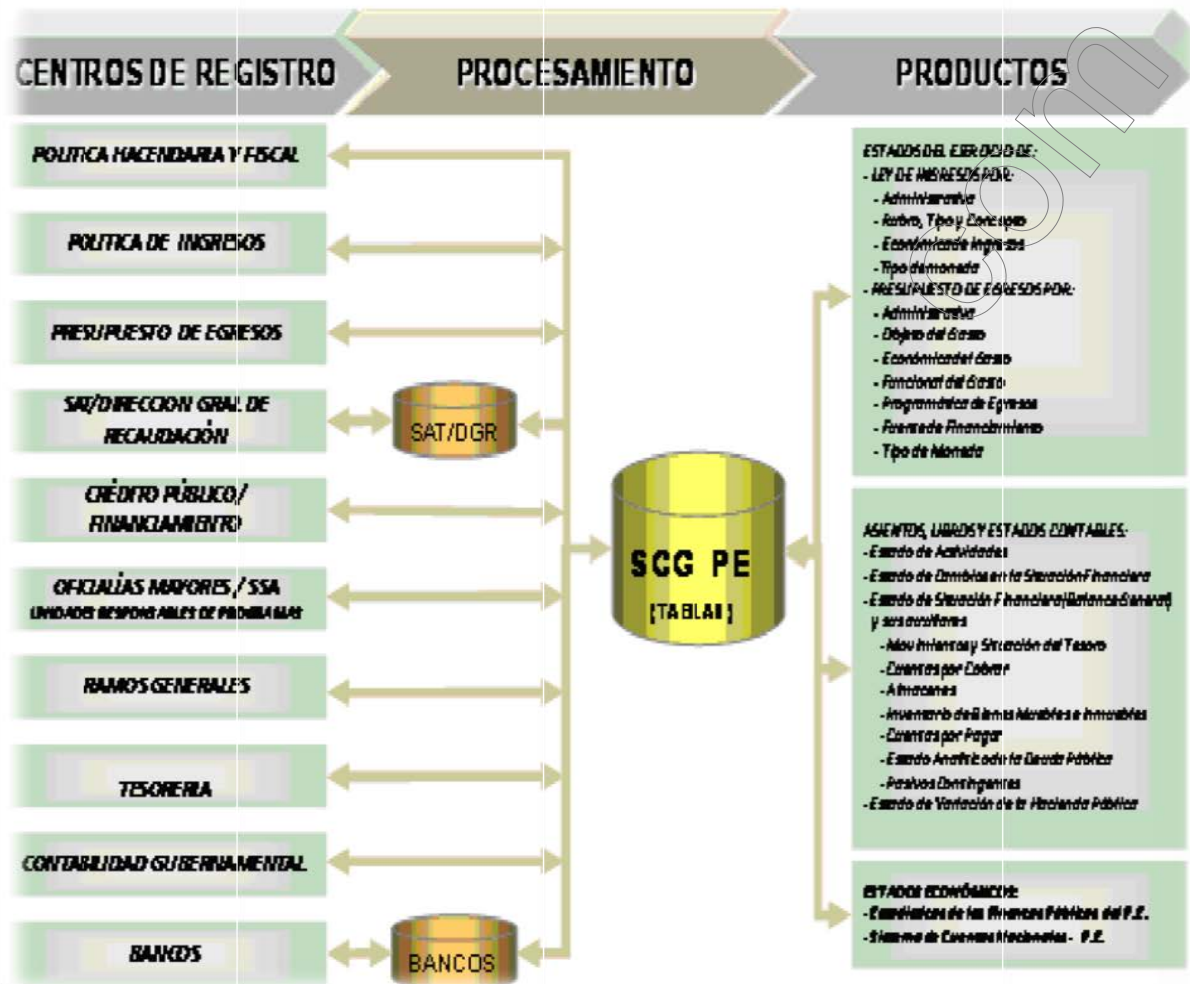 CENTROS DE REGISTRO
PROCESAMIENTO
PRODUCTOS
POLITICA HACENDARIA Y FISCAL
POLITICA DE INGRESOS
PRESUPUESTO DE EGRESOS
SAT/DIRECCION GRAL DE
RECAUDACIÓN
CRÉDITO PÚBLICO/
FINANCIAMIENTO
OFICIALÍAS MAYORES / SSA
UNIDADES RESPONSABLES DE PROGRAMAS
RAMOS GENERALES
TESORERIA
CONTABILIDAD GUBERNAMENTAL
BANCOS
SAT/DGR
BANCOS
SCG PE
(TABLAS)
ESTADOS DEL EJERCICIO DE:
- LEY DE INGRESOS POR:
- Administrativa
- Rubro, Tipo y Concepto
- Económica de Ingresos
- Tipo de moneda
- PRESUPUESTO DE EGRESOS POR:
- Administrativa
- Objeto del Gasto
- Económica del Gasto
- Funcional del Gasto
- Programática de Egresos
- Fuente de Financiamiento
- Tipo de Moneda
ASIENTOS, LIBROS Y ESTADOS CONTABLES:
- Estado de Actividades
- Estado de Cambios en la Situación Financiera
- Estado de Situación Financiera (Balance General)
y sus auxiliares
- Movimientos y Situación del Tesoro
- Cuentas por Cobrar
- Almacenes
- Inventario de Bienes Muebles e Inmuebles
- Cuentas por Pagar
- Estado Analítico de la Deuda Pública
- Pasivos Contingentes
- Estado de Variación de la Hacienda Pública
ESTADOS ECONÓMICOS:
- de las Finanzas Públicas del P.E.
- Sistema de Cuentas Nacionales - P.E.
com